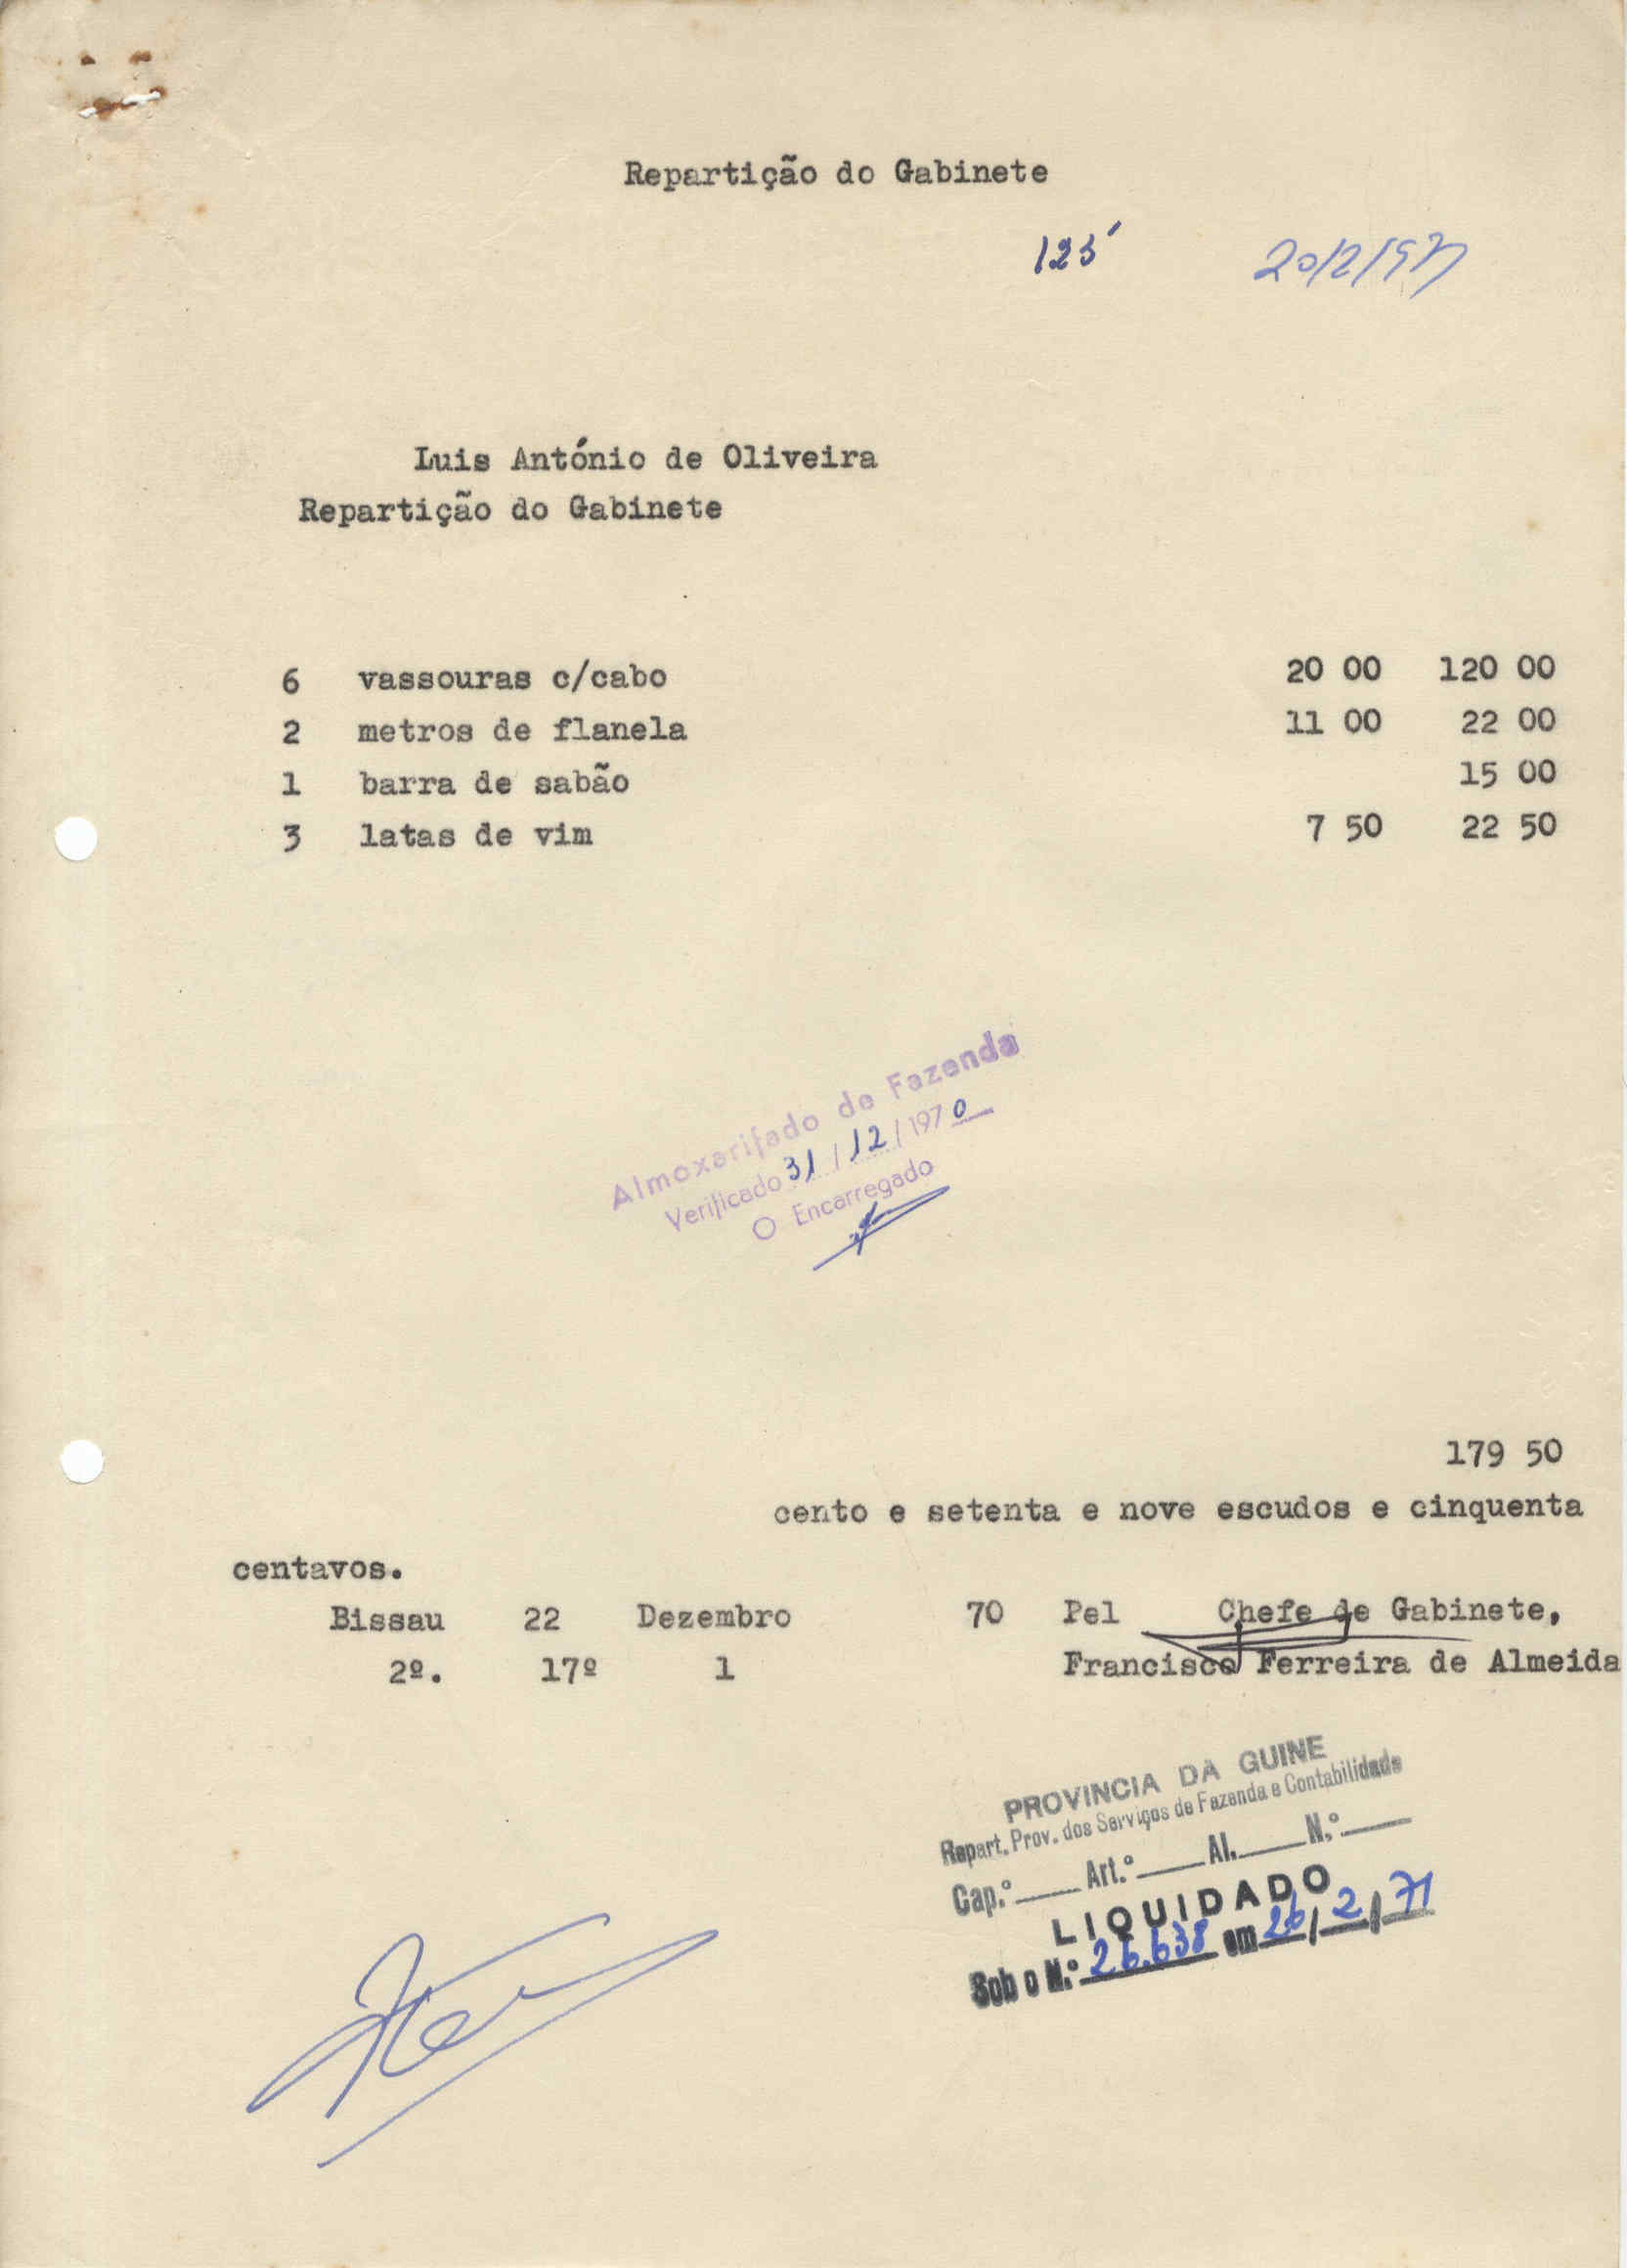 Repartição do Gabinete
125 20/2/971
Luis António de Oliveira
Repartição do Gabinete
6 vassouras c/cabo 20 00 120 00
2 metros de flanela 11 00 22 00
1 barra de sabão 15 00
3 latas de vim 7 50 22 50
Almoxarifado de Fazenda
Verificado 31/12/1970
O Encarregado
179 50
cento e setenta e nove escudos e cinquenta
centavos.
Bissau 22 Dezembro 70 Pel Chefe de Gabinete,
2º. 17º 1 Francisco Ferreira de Almeida
PROVINCIA DA GUINE
Repart. Prov. dos Serviços de Fazenda e Contabilidade
Cap.º____ Art.º____ Al.____ N.º____
LIQUIDADO
Sob o N.º 26.638 em 26/2/71